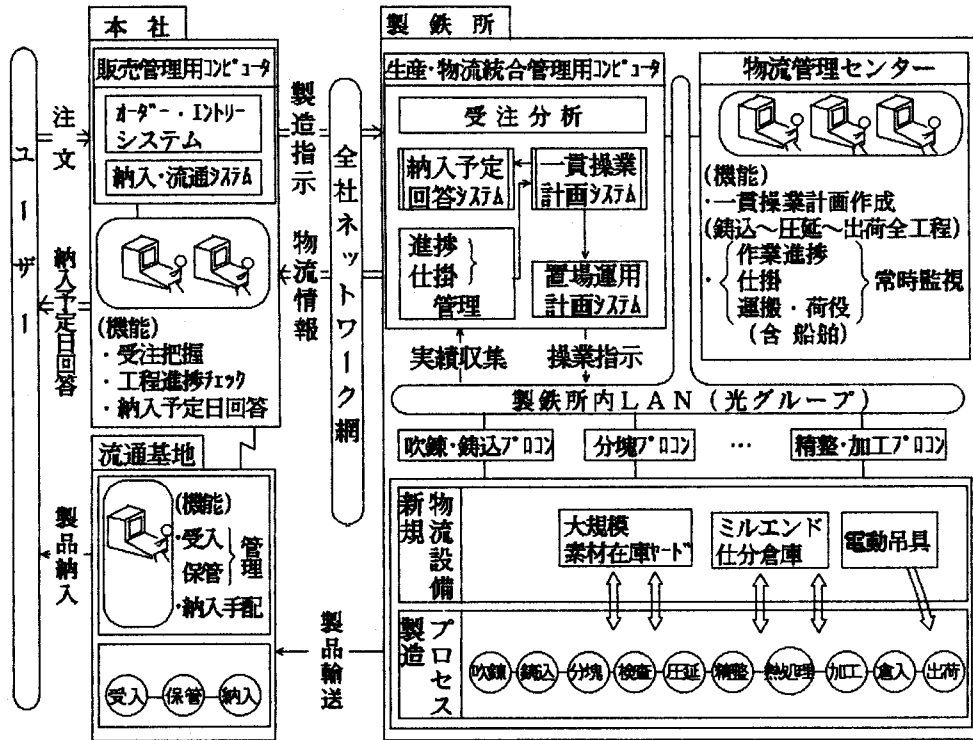 ユーザー
注文
納入予定日回答
製品納入
本社
販売管理用コンピュータ
オーダー・エントリー
システム
納入・流通システム
(機能)
・受注把握
・工程進捗チェック
・納入予定日回答
流通基地
(機能)
・受入
保管
管理
・納入手配
受入
保管
納入
製造指示
物流情報
製品輸送
全社ネットワーク網
製鉄所
生産・物流統合管理用コンピュータ
受注分析
納入予定
回答システム
一貫操業
計画システム
進捗
仕掛
管理
置場運用
計画システム
実績収集
操業指示
物流管理センター
(機能)
・一貫操業計画作成
(鋳込〜圧延〜出荷全工程)
作業進捗
・仕掛
運搬・荷役
(含 船舶)
常時監視
製鉄所内LAN(光グループ)
吹錬・鋳込プロコン
分塊プロコン
…
精整・加工プロコン
新規
物流設備
大規模
素材在庫ヤード
ミルエンド
仕分倉庫
電動吊具
製造
プロセス
吹錬
鋳込
分塊
検査
圧延
精整
熱処理
加工
倉入
出荷